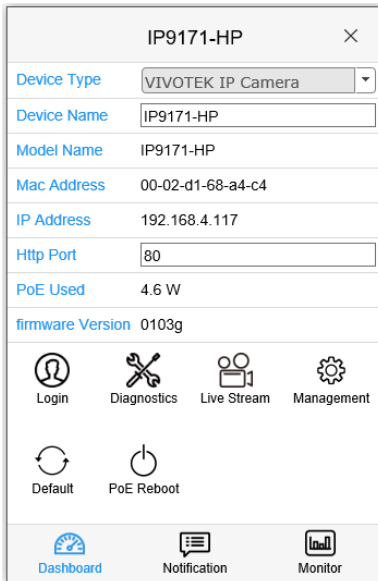 IP9171-HP
Device Type VIVOTEK IP Camera
Device Name IP9171-HP
Model Name IP9171-HP
Mac Address 00-02-d1-68-a4-c4
IP Address 192.168.4.117
Http Port 80
PoE Used 4.6 W
firmware Version 0103g
Login Diagnostics Live Stream Management
Default PoE Reboot
Dashboard Notification Monitor